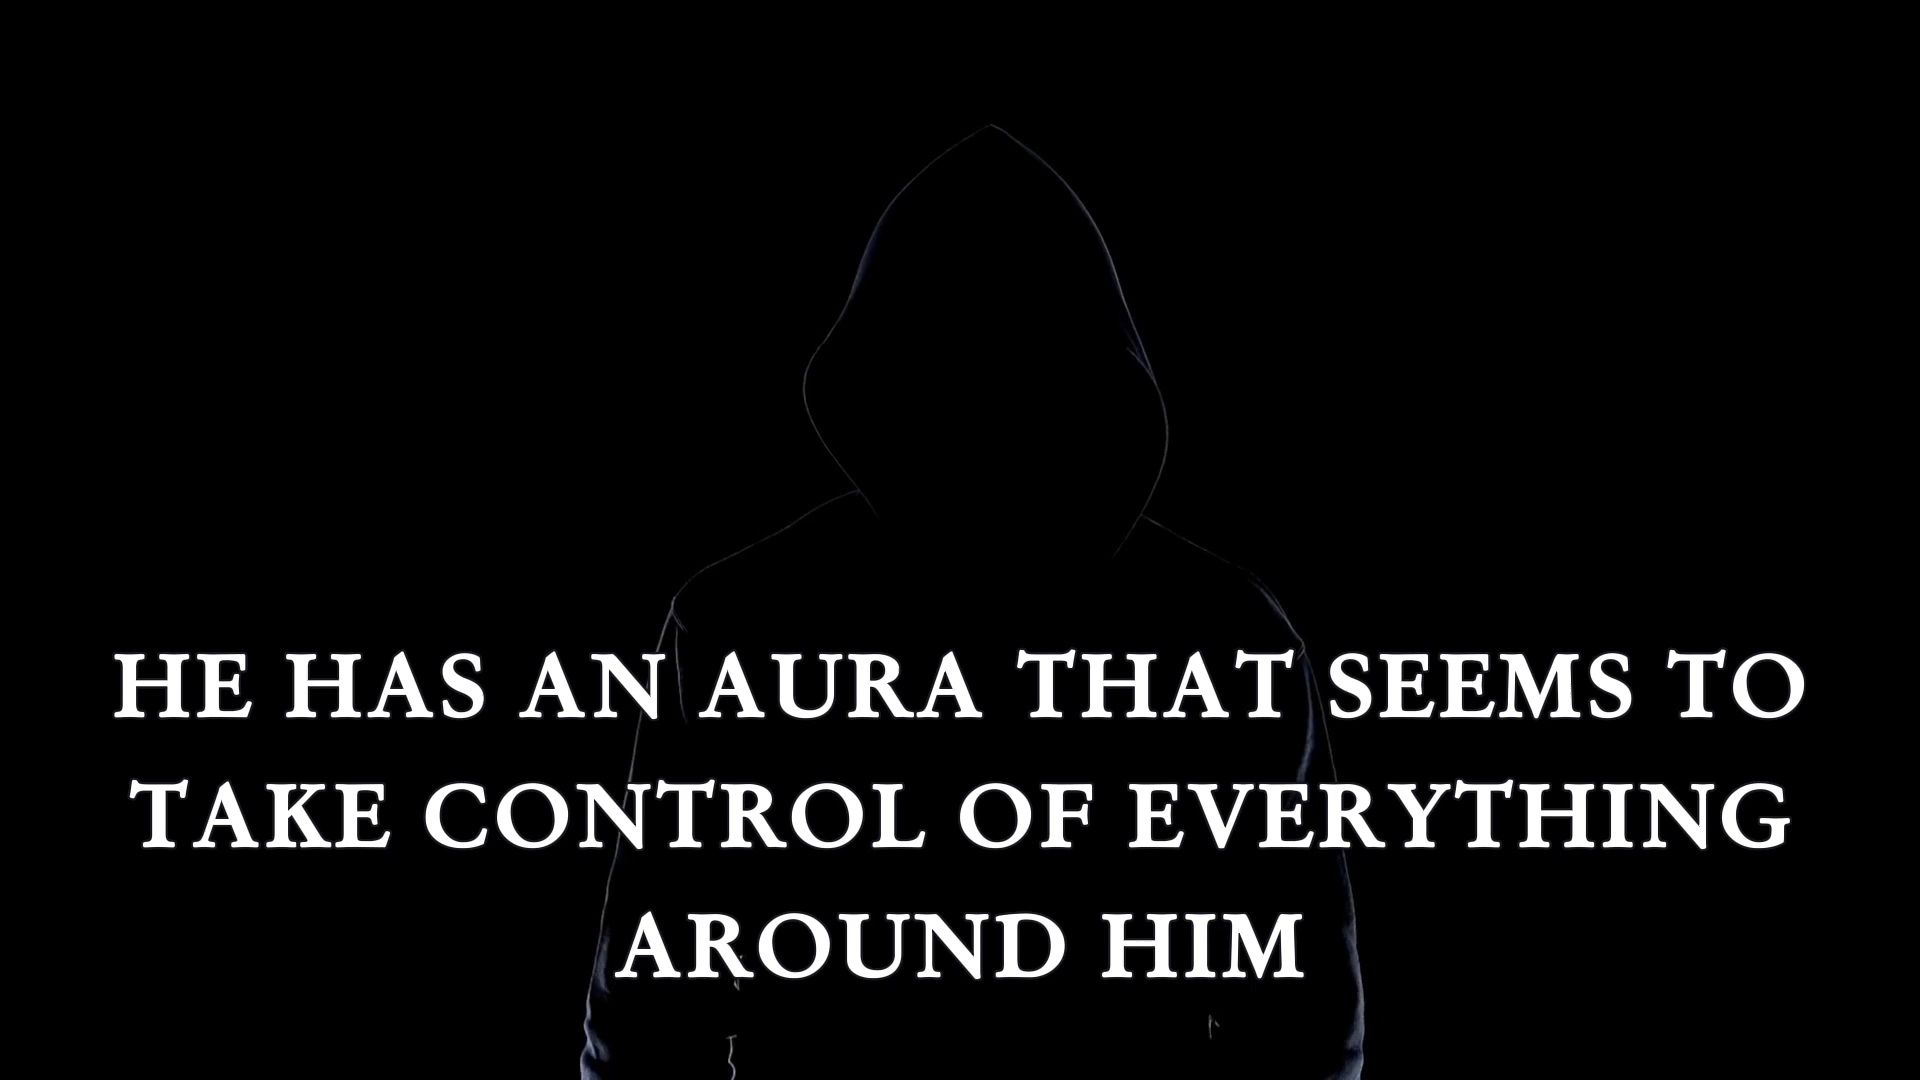 HE HAS AN AURA THAT SEEMS TO
TAKE CONTROL OF EVERYTHING
AROUND HIM